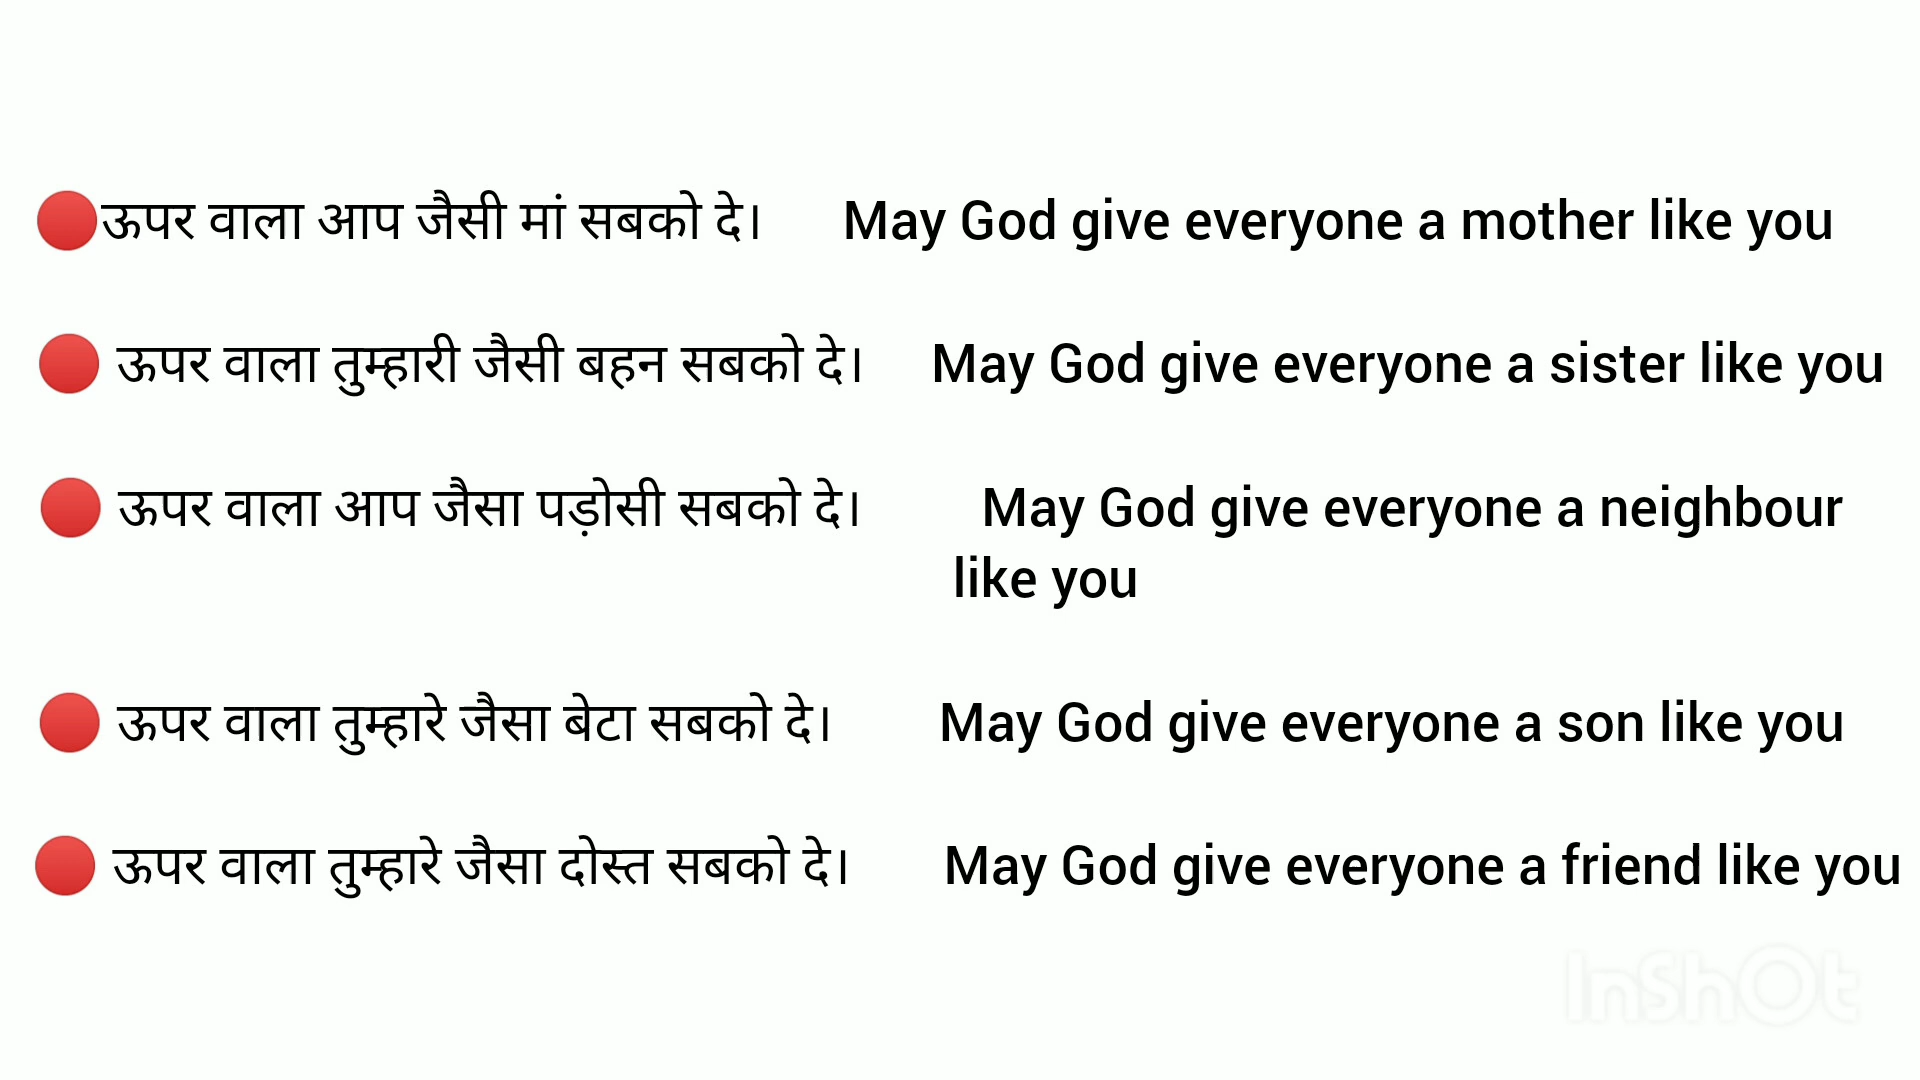 🔴ऊपर वाला आप जैसी मां सबको दे। May God give everyone a mother like you
🔴 ऊपर वाला तुम्हारी जैसी बहन सबको दे। May God give everyone a sister like you
🔴 ऊपर वाला आप जैसा पड़ोसी सबको दे। May God give everyone a neighbour
like you
🔴 ऊपर वाला तुम्हारे जैसा बेटा सबको दे। May God give everyone a son like you
🔴 ऊपर वाला तुम्हारे जैसा दोस्त सबको दे। May God give everyone a friend like you
InShOt